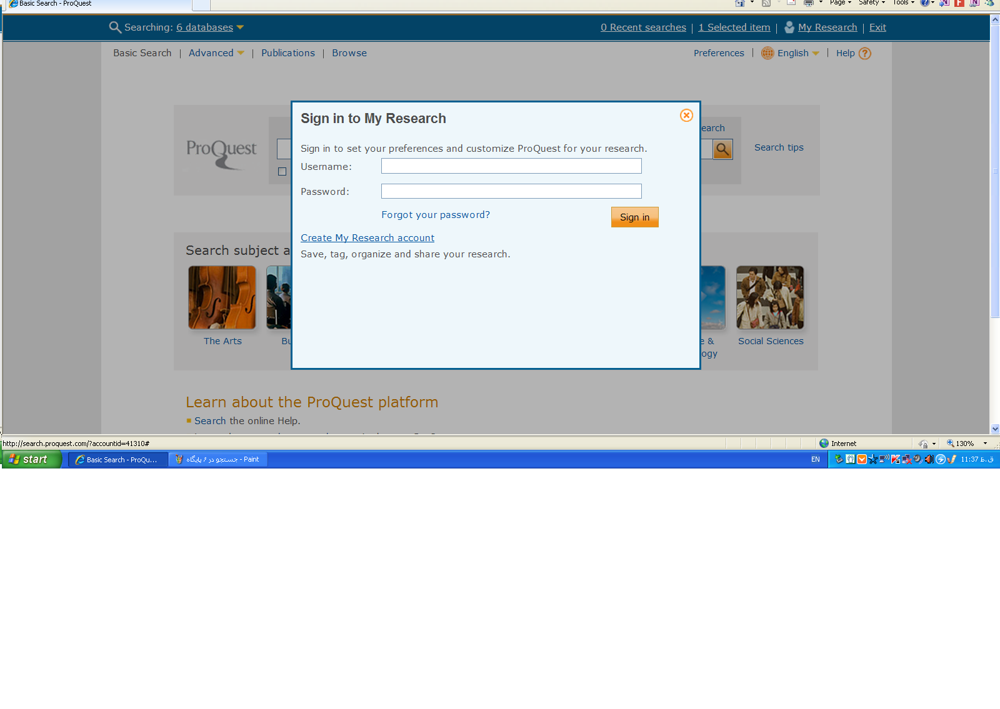 Basic Search - ProQuest
Page Safety Tools
Searching: 6 databases
0 Recent searches | 1 Selected item | My Research | Exit
Basic Search | Advanced | Publications | Browse
Preferences | English | Help ?
Sign in to My Research
earch
ProQuest
Sign in to set your preferences and customize ProQuest for your research.
Search tips
Username:
Password:
Forgot your password?
Sign in
Create My Research account
Search subject a
Save, tag, organize and share your research.
The Arts
Bu
e &
ogy
Social Sciences
Learn about the ProQuest platform
Search the online Help.
http://search.proquest.com/?accountid=41310#
Internet
130%
start
Basic Search - ProQu...
جستجو در ۶ پایگاه - Paint
EN
11:37 ق.ظ